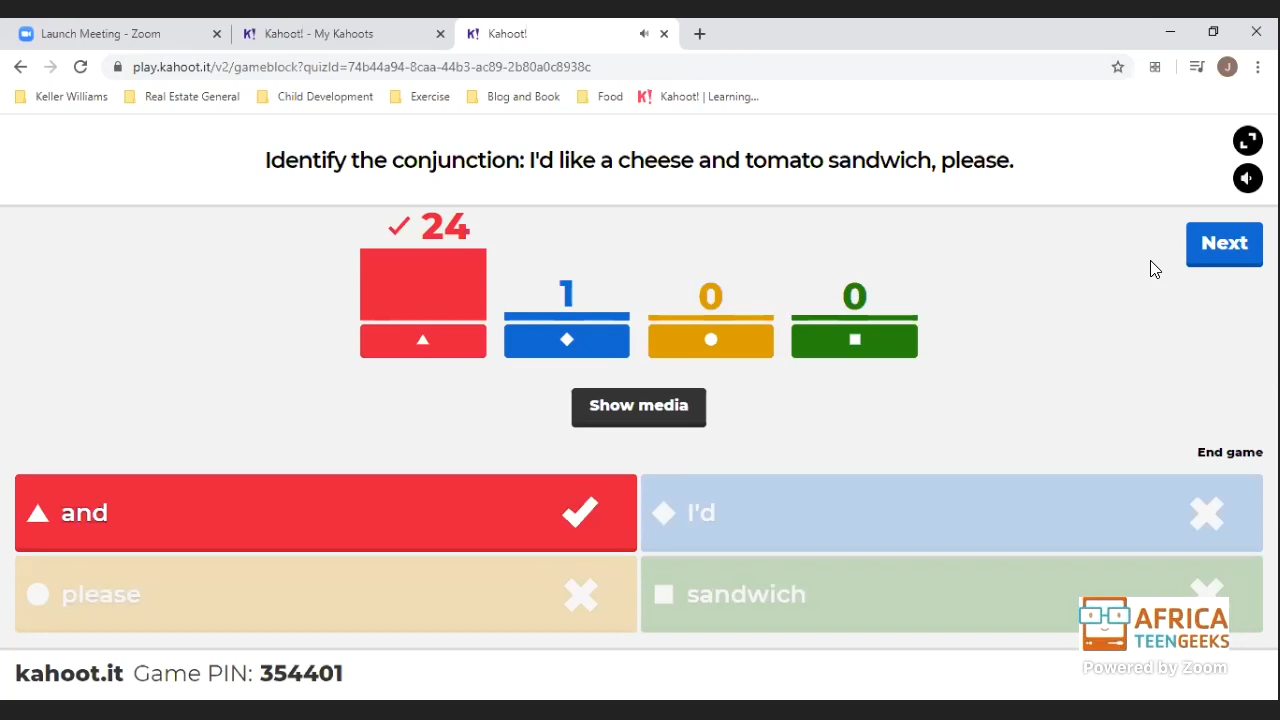 Launch Meeting - Zoom
K! Kahoot! - My Kahoots
K! Kahoot!
play.kahoot.it/v2/gameblock?quizId=74b44a94-8caa-44b3-ac89-2b80a0c8938c
J
Keller Williams
Real Estate General
Child Development
Exercise
Blog and Book
Food
K! Kahoot! | Learning...
Identify the conjunction: I'd like a cheese and tomato sandwich, please.
24
1
0
0
Next
Show media
End game
and
I'd
please
sandwich
AFRICA
TEENGEEKS
Powered by Zoom
kahoot.it Game PIN: 354401